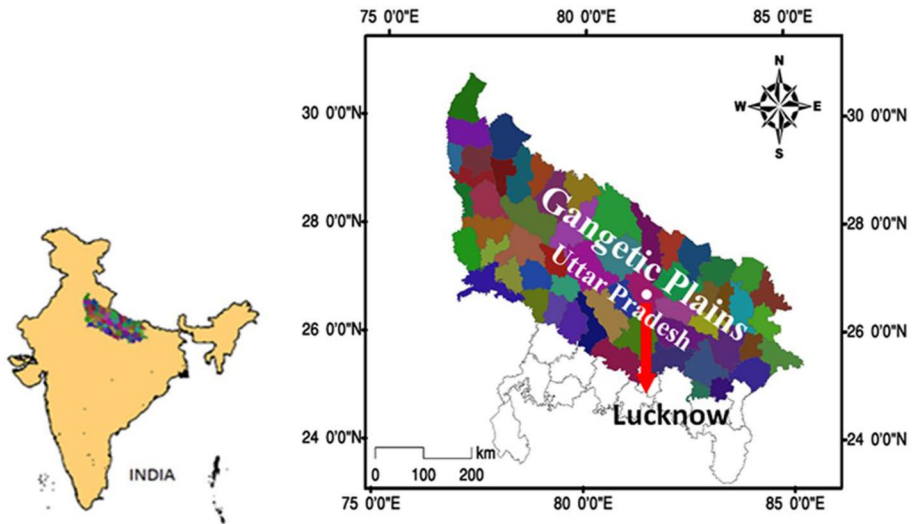 75 0'0"E 80 0'0"E 85 0'0"E
N
W E
S
30 0'0"N 30 0'0"N
28 0'0"N 28 0'0"N
26 0'0"N 26 0'0"N
24 0'0"N 24 0'0"N
Gangetic Plains
Uttar Pradesh
Lucknow
km
0 100 200
INDIA
75 0'0"E 80 0'0"E 85 0'0"E